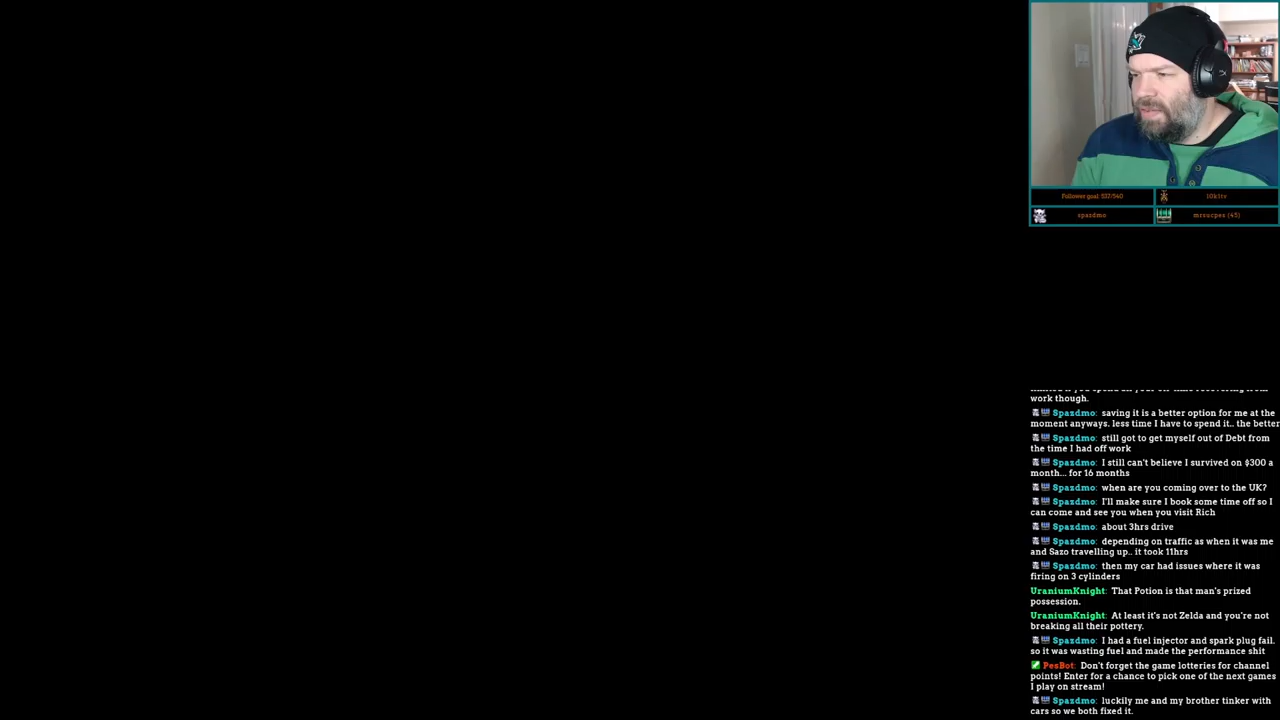 Follower goal: 537/540
10k1tv
spazdmo
mrsucpes (45)
work though.
Spazdmo: saving it is a better option for me at the
moment anyways. less time I have to spend it.. the better
Spazdmo: still got to get myself out of Debt from
the time I had off work
Spazdmo: I still can't believe I survived on $300 a
month... for 16 months
Spazdmo: when are you coming over to the UK?
Spazdmo: I'll make sure I book some time off so I
can come and see you when you visit Rich
Spazdmo: about 3hrs drive
Spazdmo: depending on traffic as when it was me
and Sazo travelling up.. it took 11hrs
Spazdmo: then my car had issues where it was
firing on 3 cylinders
UraniumKnight: That Potion is that man's prized
possession.
UraniumKnight: At least it's not Zelda and you're not
breaking all their pottery.
Spazdmo: I had a fuel injector and spark plug fail.
so it was wasting fuel and made the performance shit
PesBot: Don't forget the game lotteries for channel
points! Enter for a chance to pick one of the next games
I play on stream!
Spazdmo: luckily me and my brother tinker with
cars so we both fixed it.